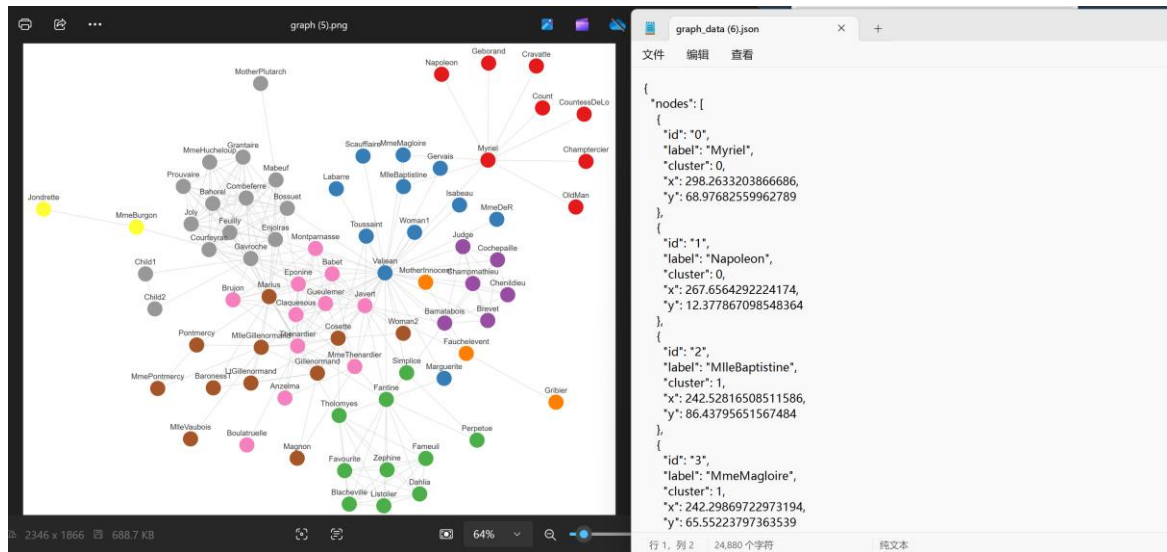 graph (5).png
MotherPlutarch
Geborand
Cravatte
Napoleon
Count
CountessDeLo
Myriel
Champtercier
OldMan
Grantaire
MmeHucheloup
Mabeuf
Prouvaire
Combeferre
Bahorel
Bossuet
Joly
Feuilly
Enjolras
Courfeyrac
Gavroche
Child1
Child2
Jondrette
MmeBurgon
Scaufflaire
MmeMagloire
Gervais
Labarre
MlleBaptistine
Isabeau
MmeDeR
Toussaint
Woman1
Valjean
Judge
Cochepaille
Champmathieu
Chenildieu
Bamatabois
Brevet
MotherInnocent
Montparnasse
Babet
Eponine
Gueulemer
Javert
Brujon
Marius
Claquesous
Cosette
Woman2
Fauchelevent
Pontmercy
MlleGillenormand
Thenardier
MmeThenardier
Gillenormand
Simplice
Marguerite
MmePontmercy
BaronessT
LtGillenormand
Anzelma
Fantine
Gribier
Tholomyes
MlleVaubois
Boulatruelle
Magnon
Perpetue
Fameuil
Favourite
Zephine
Dahlia
Blacheville
Listolier
2346 x 1866
688.7 KB
64%
graph_data (6).json
文件 编辑 查看
{
"nodes": [
{
"id": "0",
"label": "Myriel",
"cluster": 0,
"x": 298.2633203866686,
"y": 68.97682559962789
},
{
"id": "1",
"label": "Napoleon",
"cluster": 0,
"x": 267.6564292224174,
"y": 12.377867098548364
},
{
"id": "2",
"label": "MlleBaptistine",
"cluster": 1,
"x": 242.52816508511586,
"y": 86.43795651567484
},
{
"id": "3",
"label": "MmeMagloire",
"cluster": 1,
"x": 242.29869722973194,
"y": 65.55223797363539
行 1, 列 2 24,880 个字符 纯文本